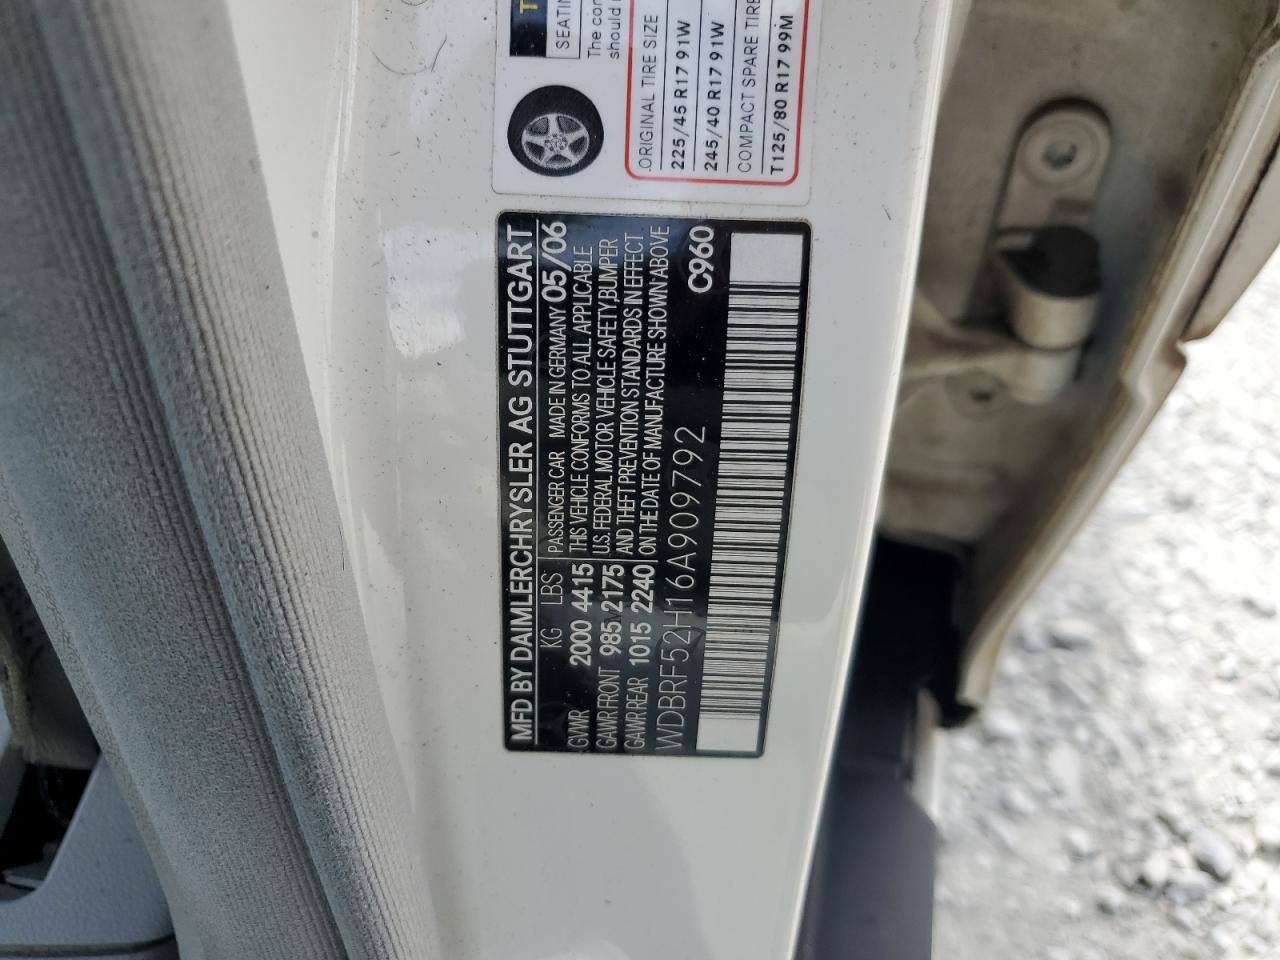 T
SEATIN
The con
should
ORIGINAL TIRE SIZE
225/45 R17 91W
245/40 R17 91W
COMPACT SPARE TIRE
T125/80 R17 99M
MFD BY DAIMLERCHRYSLER AG STUTTGART
KG LBS PASSENGER CAR MADE IN GERMANY 05/06
GVWR 2000 4415 THIS VEHICLE CONFORMS TO ALL APPLICABLE
GAWR FRONT 985 2175 U.S. FEDERAL MOTOR VEHICLE SAFETY,BUMPER
GAWR REAR 1015 2240 AND THEFT PREVENTION STANDARDS IN EFFECT
ON THE DATE OF MANUFACTURE SHOWN ABOVE
WDBRF52H16A909792 C960